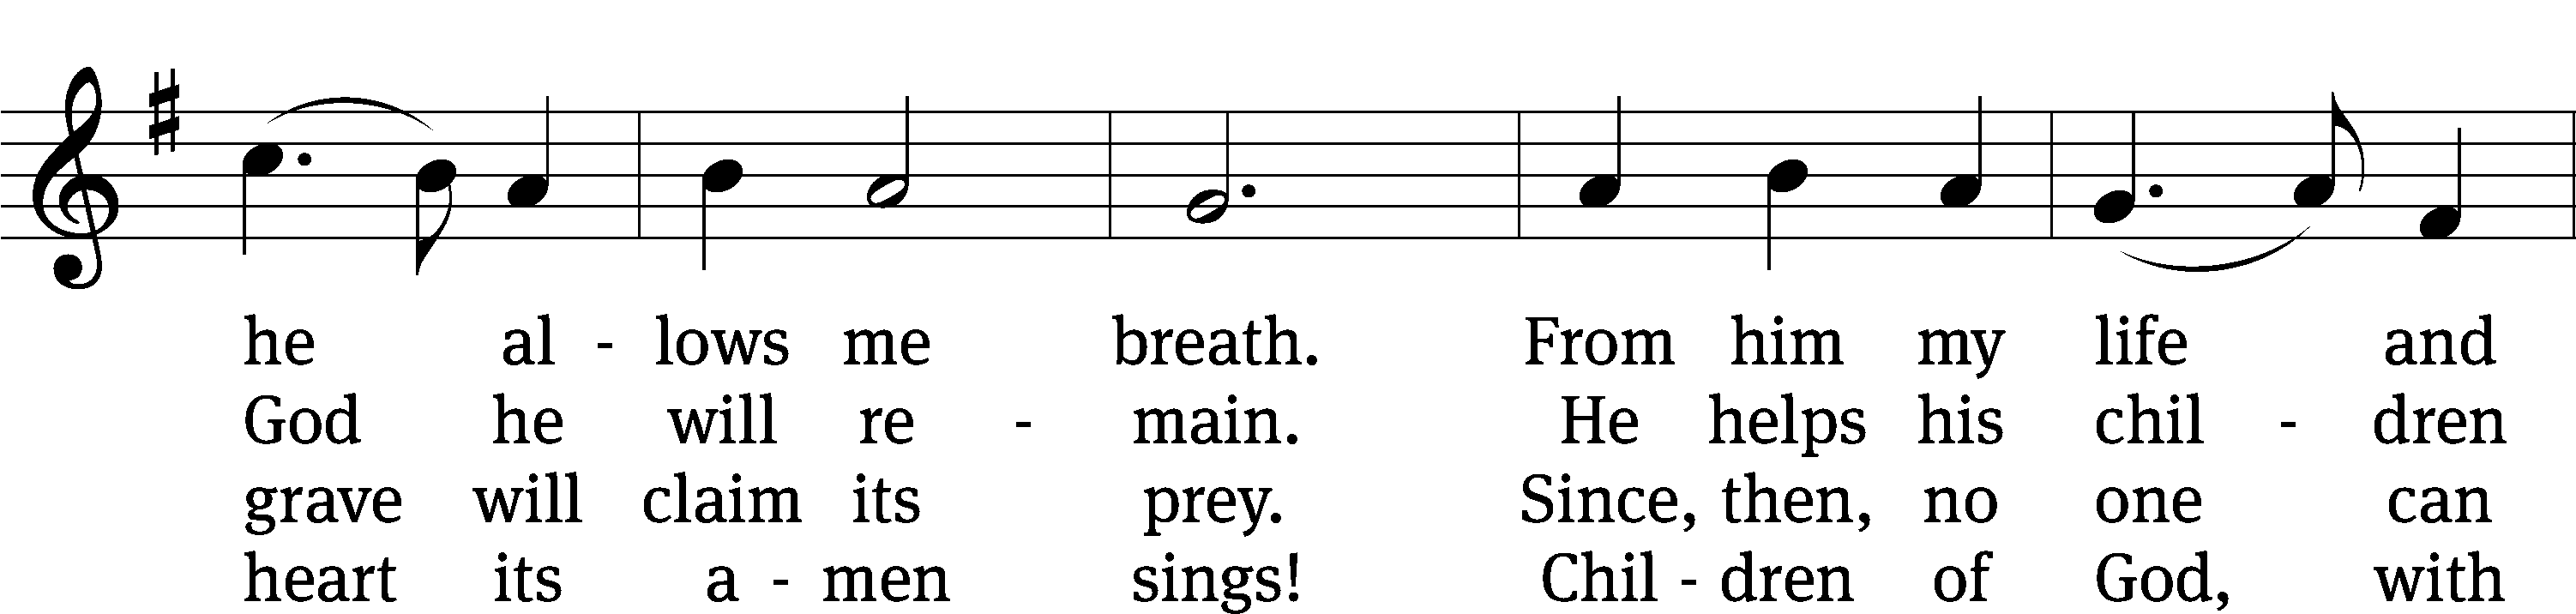 he al - lows me breath. From him my life and
God he will re - main. He helps his chil - dren
grave will claim its prey. Since, then, no one can
heart its a - men sings! Chil - dren of God, with